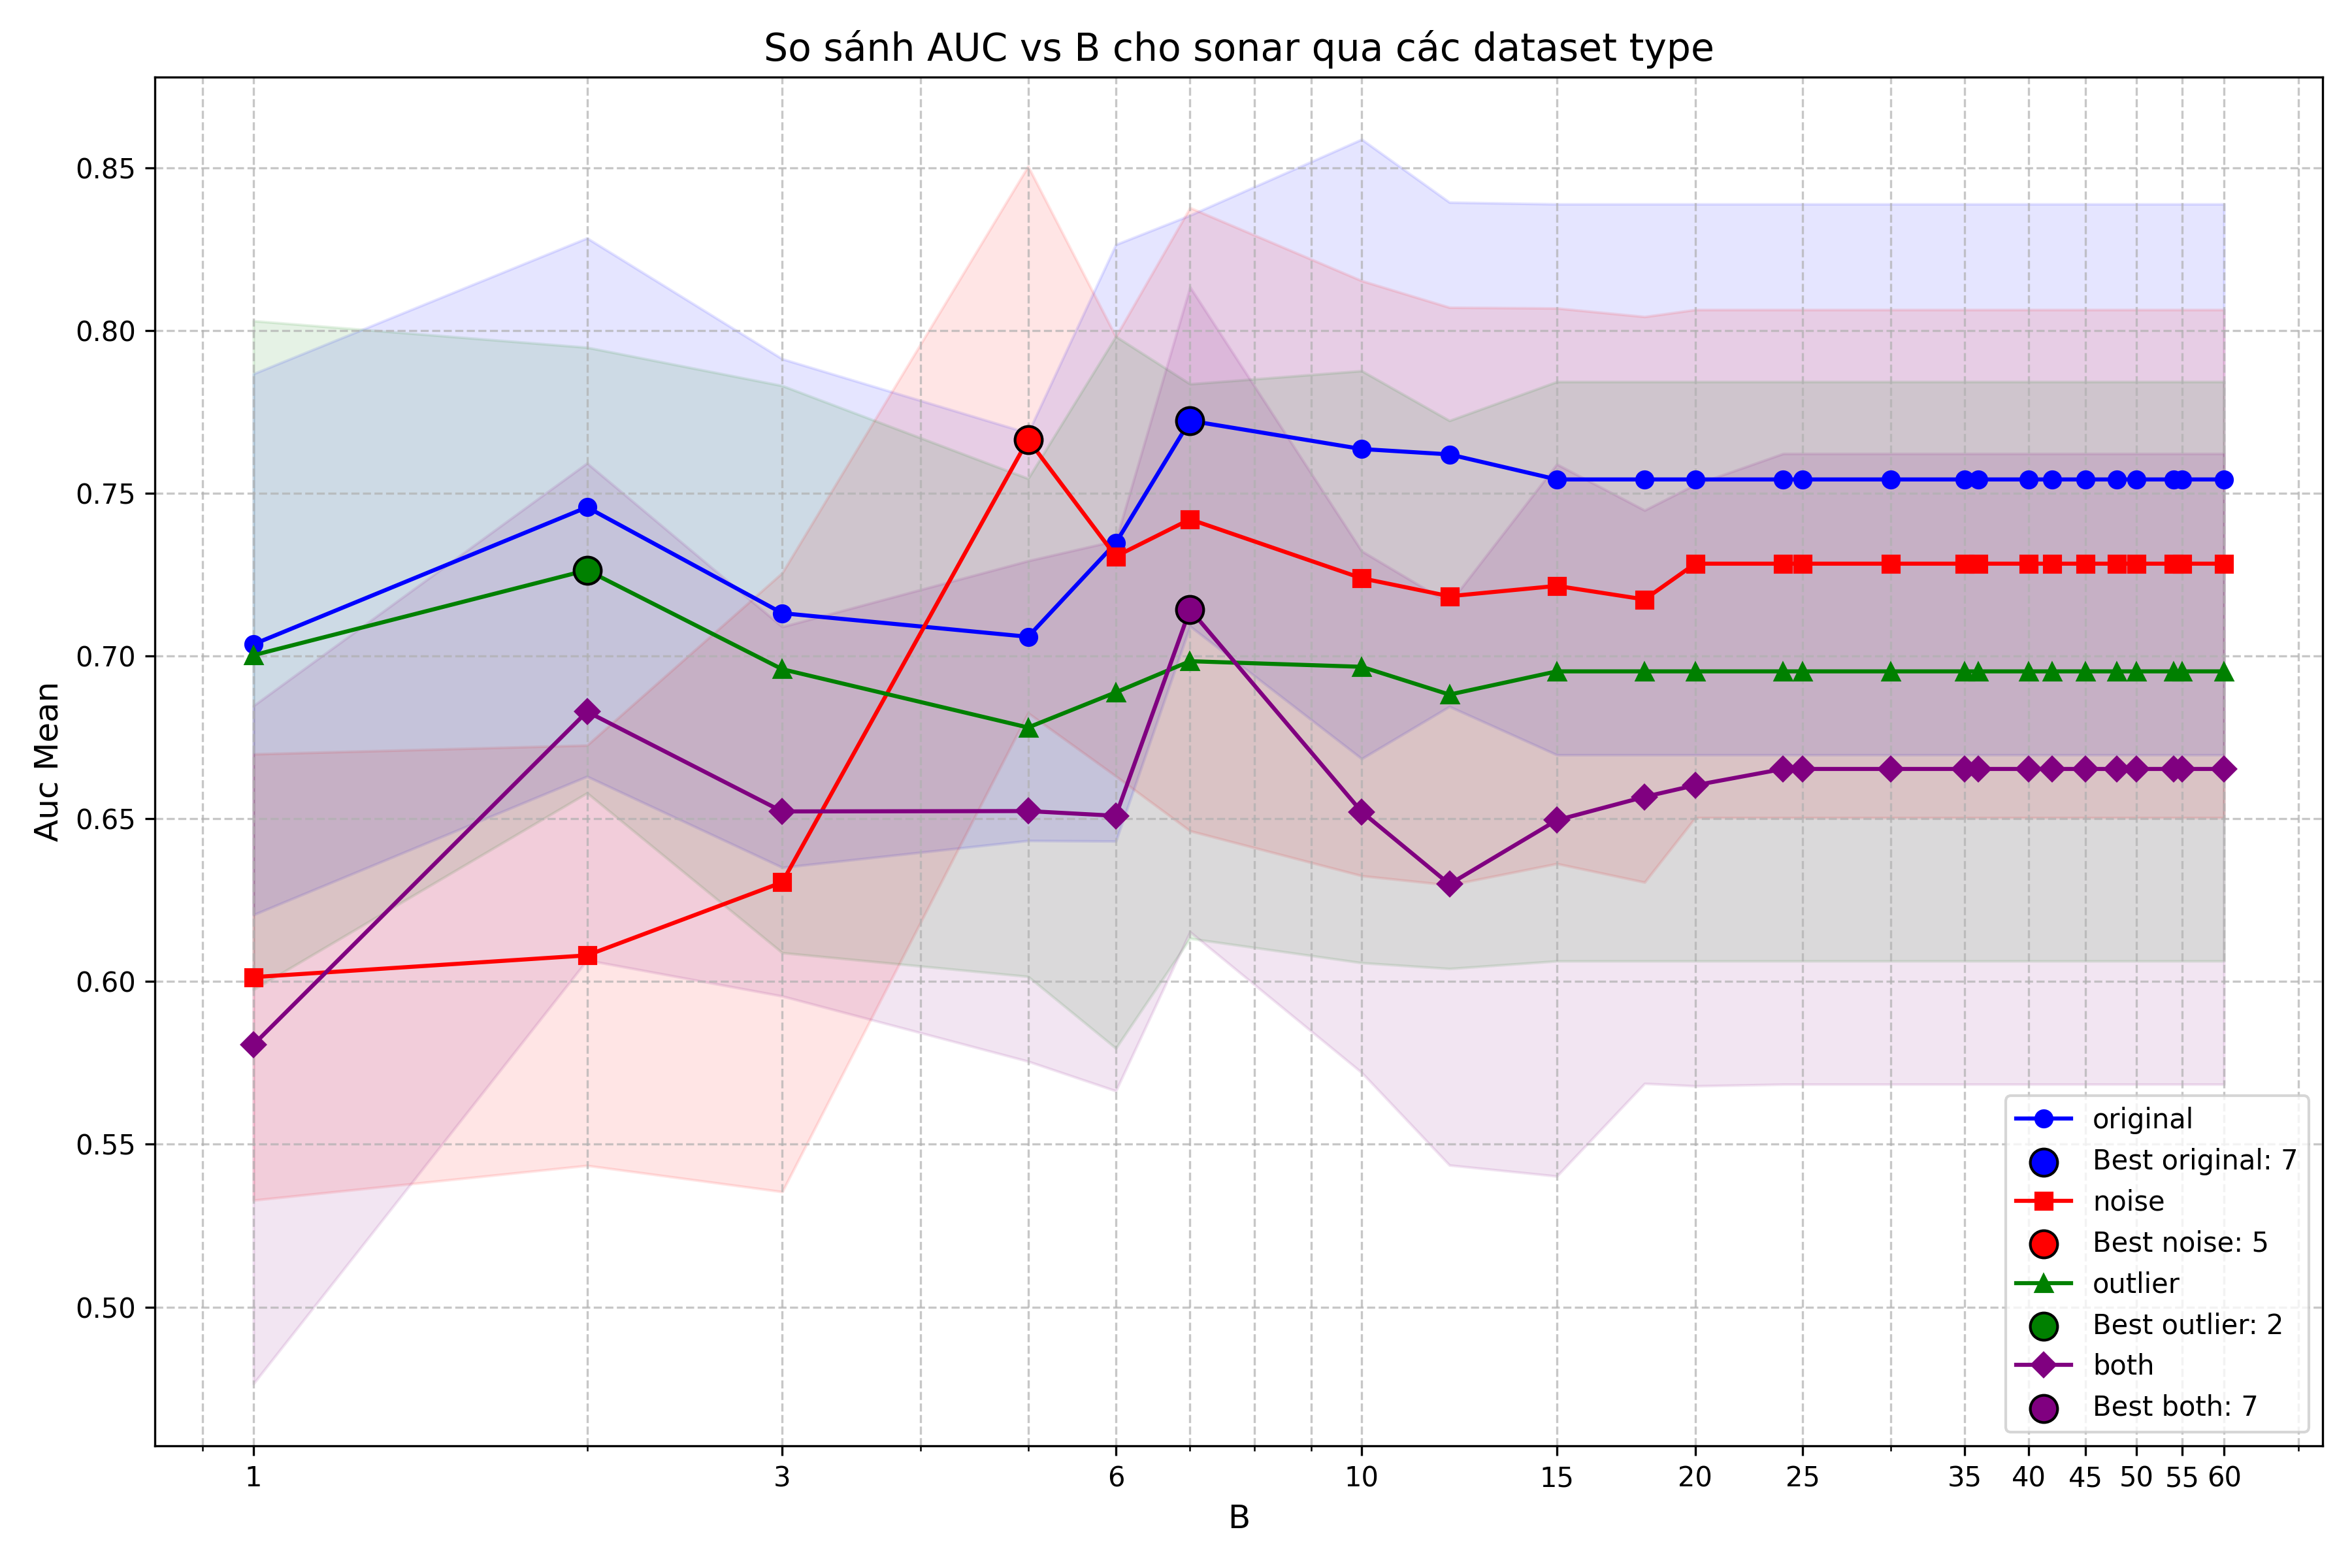 So sánh AUC vs B cho sonar qua các dataset type
Auc Mean
0.85
0.80
0.75
0.70
0.65
0.60
0.55
0.50
original
Best original: 7
noise
Best noise: 5
outlier
Best outlier: 2
both
Best both: 7
1 3 6 10 15 20 25 35 40 45 50 55 60
B